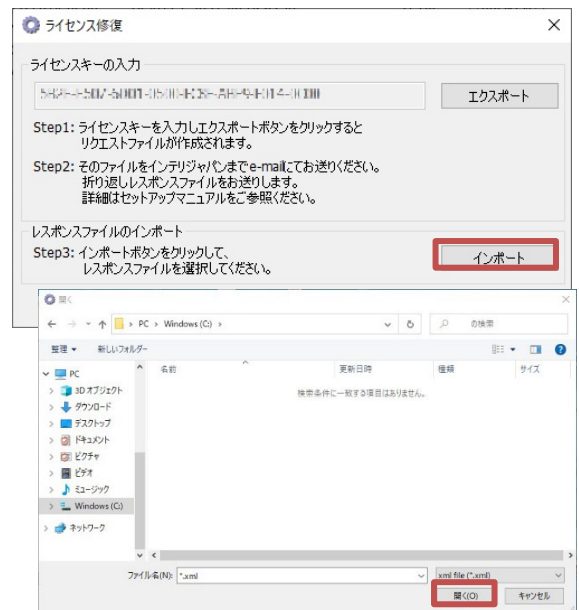 ライセンス修復
ライセンスキーの入力
エクスポート
Step1: ライセンスキーを入力しエクスポートボタンをクリックすると
リクエストファイルが作成されます。
Step2: そのファイルをインテリジャパンまでe-mailにてお送りください。
折り返しレスポンスファイルをお送りします。
詳細はセットアップマニュアルをご参照ください。
レスポンスファイルのインポート
Step3: インポートボタンをクリックして、
レスポンスファイルを選択してください。
インポート
開く
PC › Windows (C:) ›
の検索
整理
新しいフォルダー
名前
更新日時
種類
サイズ
検索条件に一致する項目はありません。
PC
3D オブジェクト
ダウンロード
デスクトップ
ドキュメント
ピクチャ
ビデオ
ミュージック
Windows (C:)
ネットワーク
ファイル名(N): *.xml
xml file (*.xml)
開く(O)
キャンセル